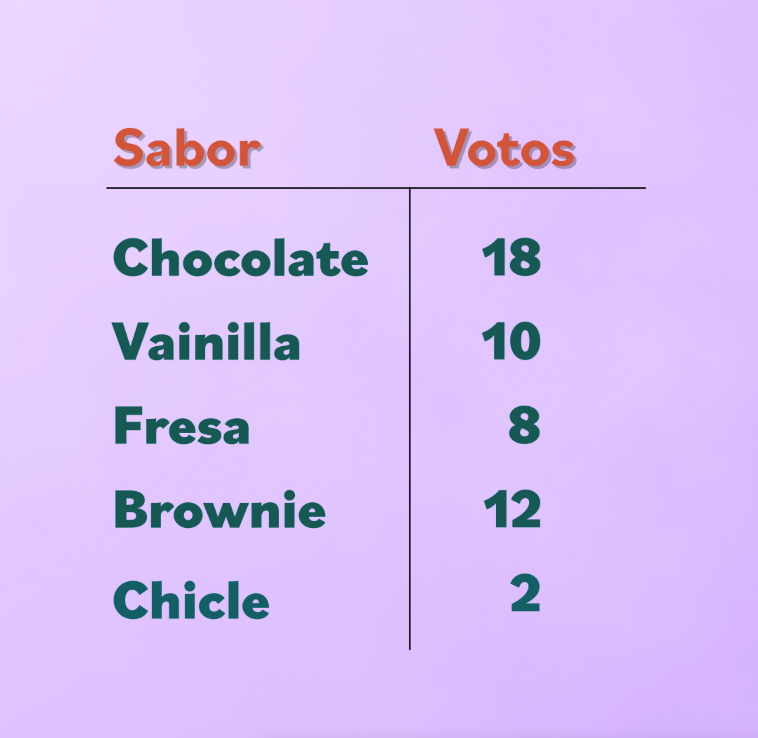 Sabor Votos
Chocolate 18
Vainilla 10
Fresa 8
Brownie 12
Chicle 2